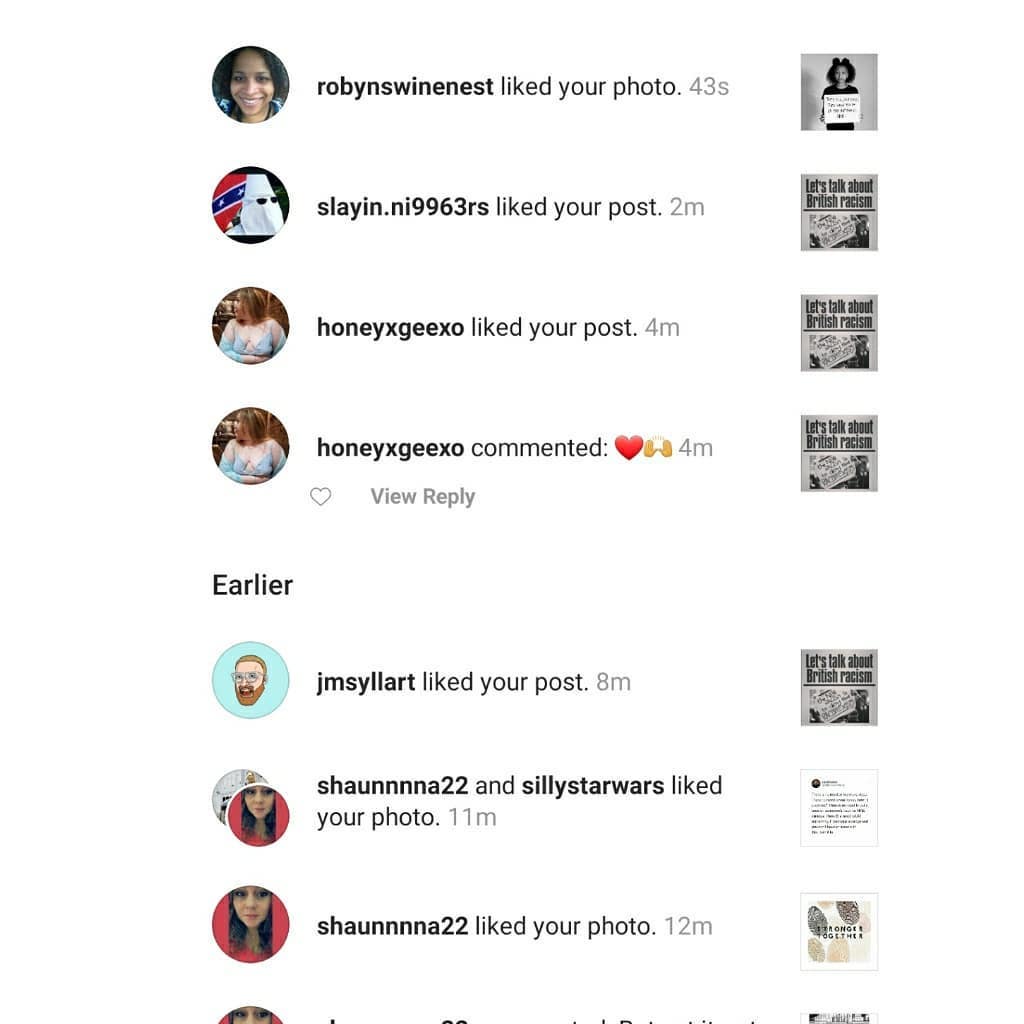 robynswinenest liked your photo. 43s
slayin.ni9963rs liked your post. 2m
Let's talk about
British racism
honeyxgeexo liked your post. 4m
Let's talk about
British racism
honeyxgeexo commented: ❤️🙌 4m
Let's talk about
British racism
View Reply
Earlier
jmsyllart liked your post. 8m
Let's talk about
British racism
shaunnnna22 and sillystarwars liked
your photo. 11m
shaunnnna22 liked your photo. 12m
STRONGER
TOGETHER